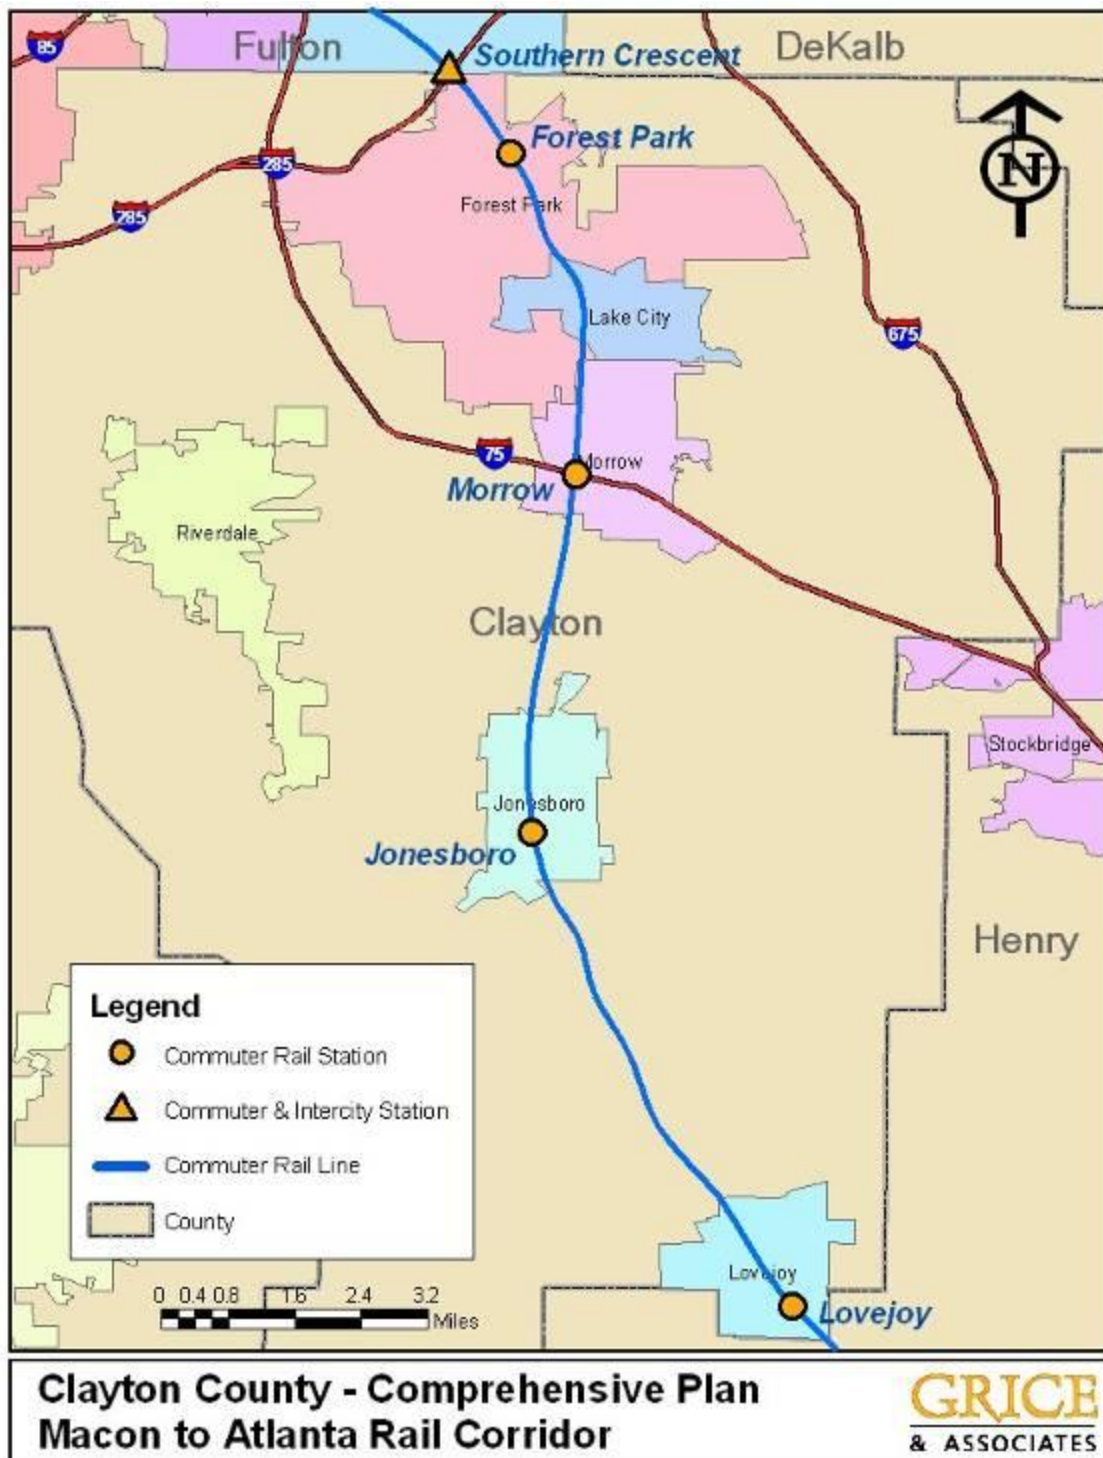 85
Fulton
Southern Crescent
DeKalb
Forest Park
285
N
285
Forest Park
Lake City
675
75
Morrow
Morrow
Riverdale
Clayton
Stockbridge
Jonesboro
Jonesboro
Henry
Legend
Commuter Rail Station
Commuter & Intercity Station
Commuter Rail Line
County
Lovejoy
0 0.4 0.8 1.6 2.4 3.2
Miles
Lovejoy
Clayton County - Comprehensive Plan
Macon to Atlanta Rail Corridor
GRICE
& ASSOCIATES